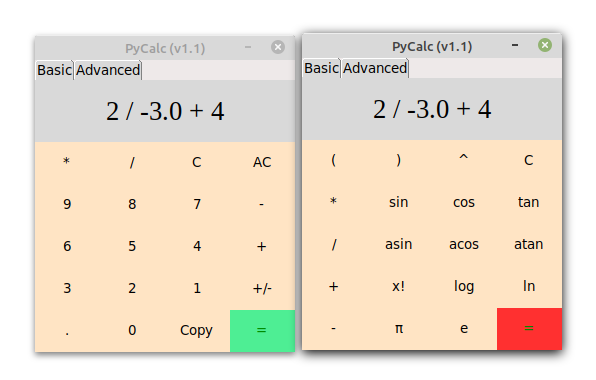 PyCalc (v1.1)
Basic Advanced
2 / -3.0 + 4
* / C AC
9 8 7 -
6 5 4 +
3 2 1 +/-
. 0 Copy =
PyCalc (v1.1)
Basic Advanced
2 / -3.0 + 4
( ) ^ C
* sin cos tan
/ asin acos atan
+ x! log ln
- π e =